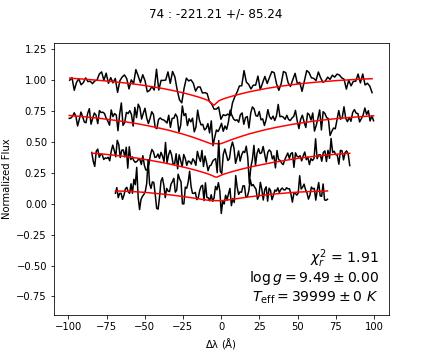 74 : -221.21 +/- 85.24
1.25
1.00
0.75
0.50
0.25
0.00
−0.25
−0.50
−0.75
Normalized Flux
χ²ᵣ = 1.91
log g = 9.49 ± 0.00
T_eff = 39999 ± 0 K
−100 −75 −50 −25 0 25 50 75 100
Δλ (Å)